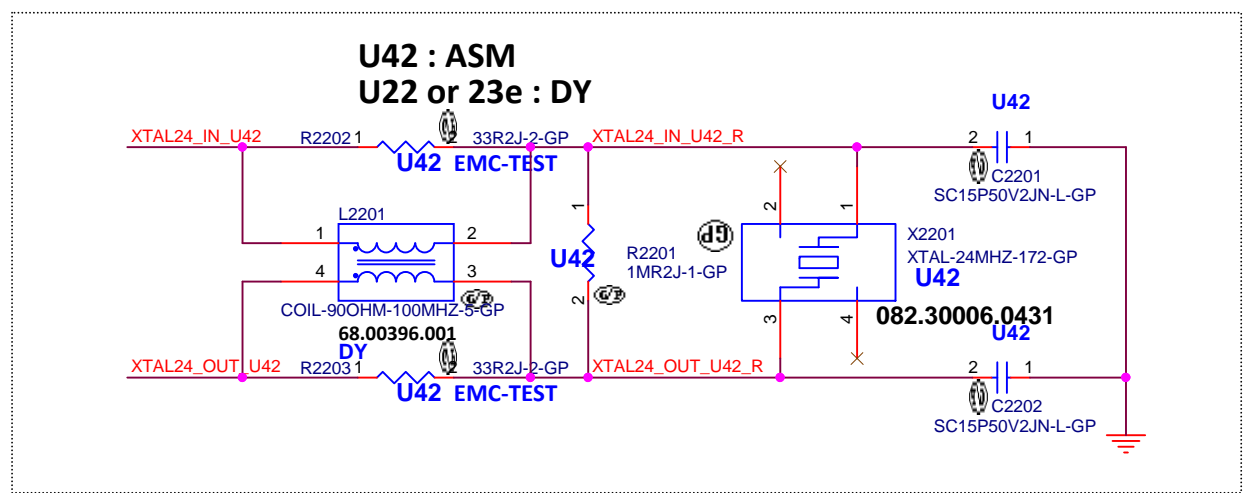 U42 : ASM
U22 or 23e : DY
U42
XTAL24_IN_U42
R2202 1
2 33R2J-2-GP
XTAL24_IN_U42_R
2
1
U42 EMC-TEST
C2201
SC15P50V2JN-L-GP
L2201
1
2
4
3
COIL-90OHM-100MHZ-5-GP
G/P
68.00396.001
DY
1
U42
2
R2201
1MR2J-1-GP
G/P
2
1
GP
X2201
XTAL-24MHZ-172-GP
U42
3
4
082.30006.0431
U42
XTAL24_OUT_U42
R2203 1
2 33R2J-2-GP
XTAL24_OUT_U42_R
2
1
U42 EMC-TEST
C2202
SC15P50V2JN-L-GP